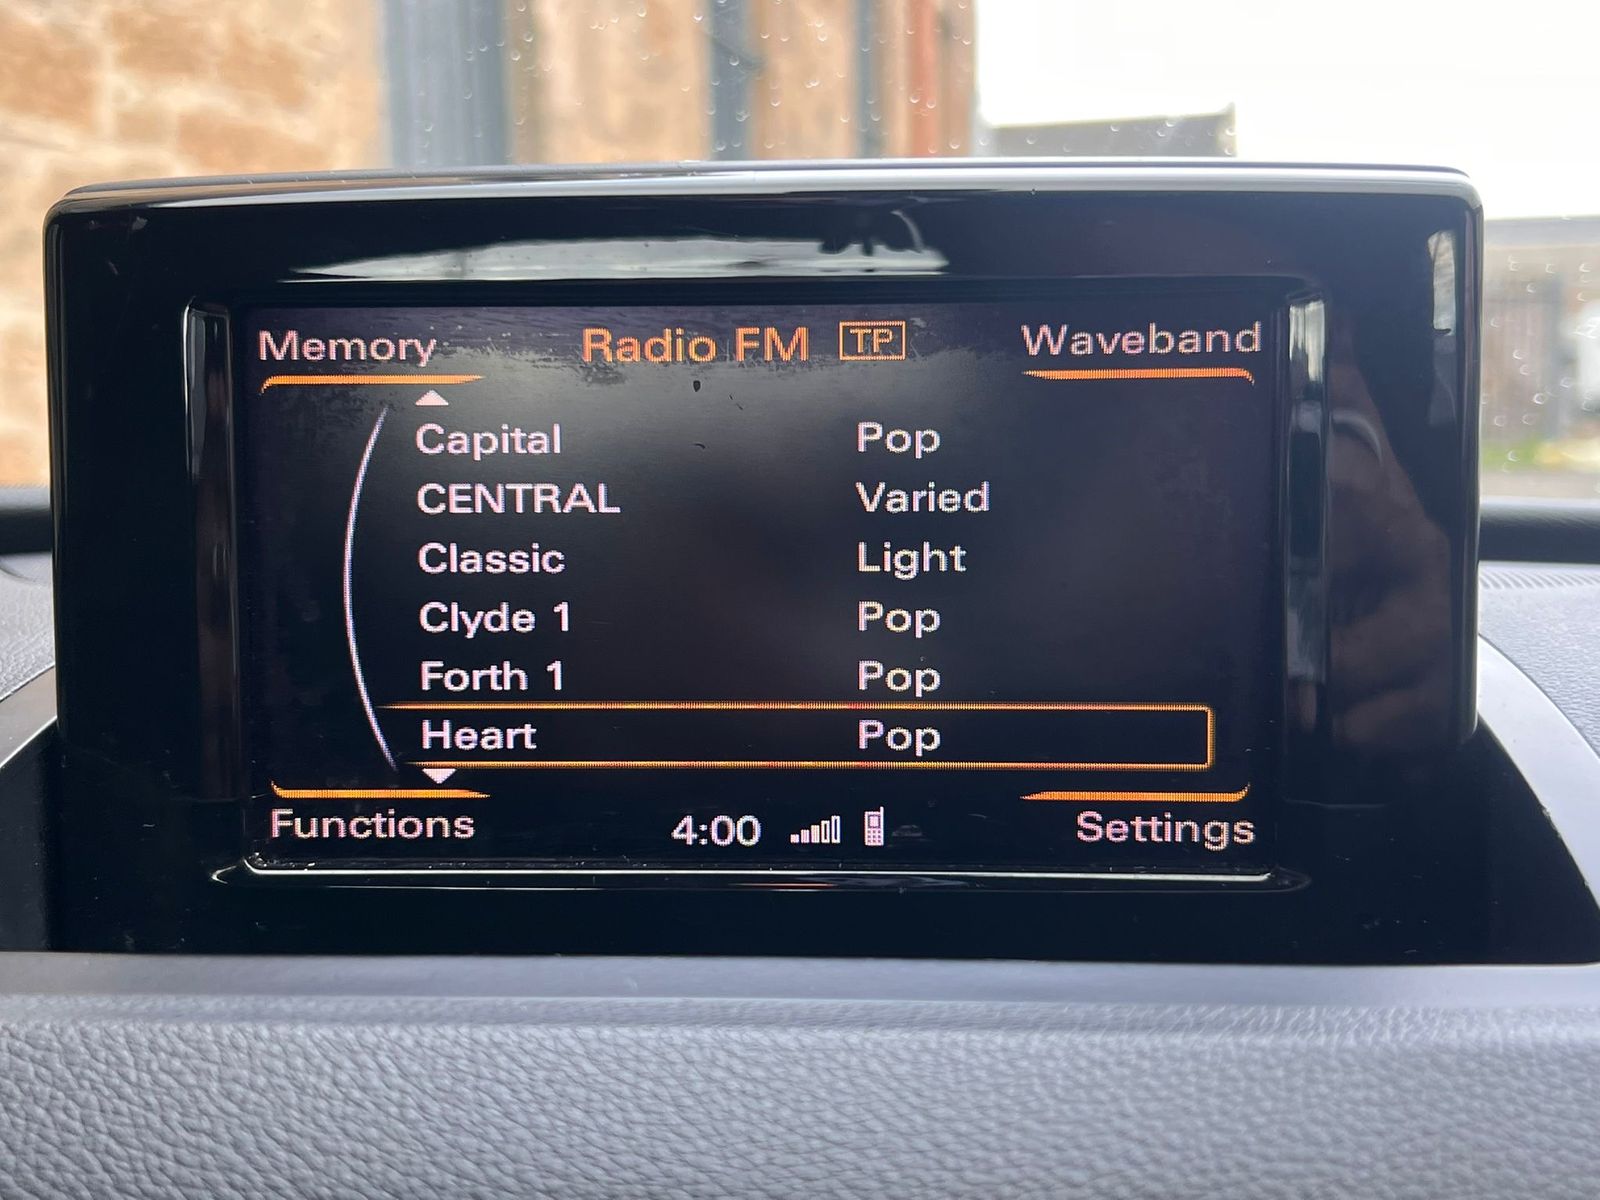 Memory Radio FM TP Waveband
Capital Pop
CENTRAL Varied
Classic Light
Clyde 1 Pop
Forth 1 Pop
Heart Pop
Functions 4:00 Settings